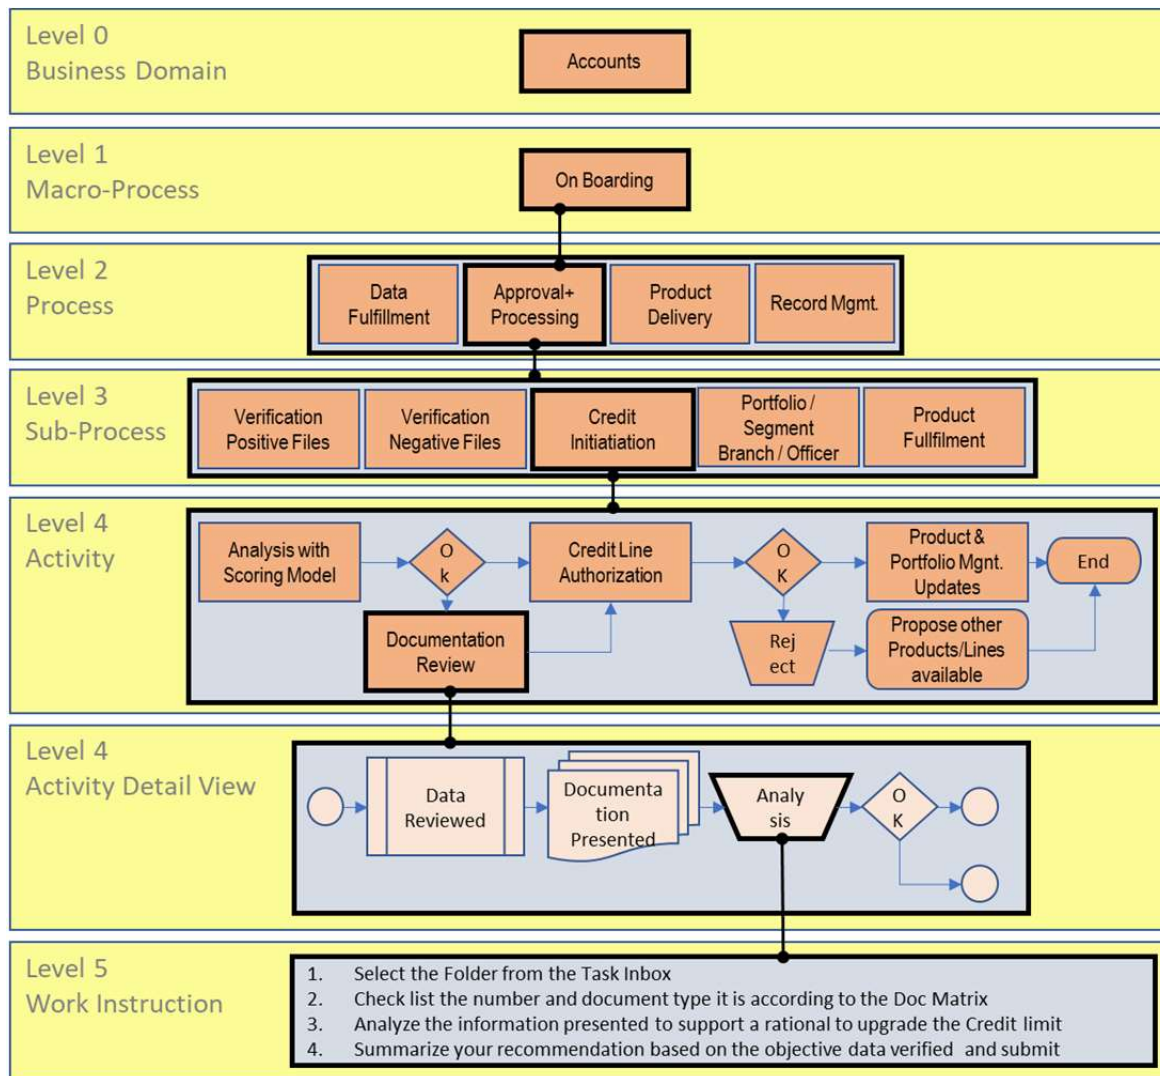 Level 0
Business Domain
Accounts
Level 1
Macro-Process
On Boarding
Level 2
Process
Data
Fulfillment
Approval+
Processing
Product
Delivery
Record Mgmt.
Level 3
Sub-Process
Verification
Positive Files
Verification
Negative Files
Credit
Initiatiation
Portfolio /
Segment
Branch / Officer
Product
Fullfilment
Level 4
Activity
Analysis with
Scoring Model
O
k
Credit Line
Authorization
O
K
Product &
Portfolio Mgnt.
Updates
End
Documentation
Review
Rej
ect
Propose other
Products/Lines
available
Level 4
Activity Detail View
Data
Reviewed
Documenta
tion
Presented
Analy
sis
O
K
Level 5
Work Instruction
1. Select the Folder from the Task Inbox
2. Check list the number and document type it is according to the Doc Matrix
3. Analyze the information presented to support a rational to upgrade the Credit limit
4. Summarize your recommendation based on the objective data verified and submit